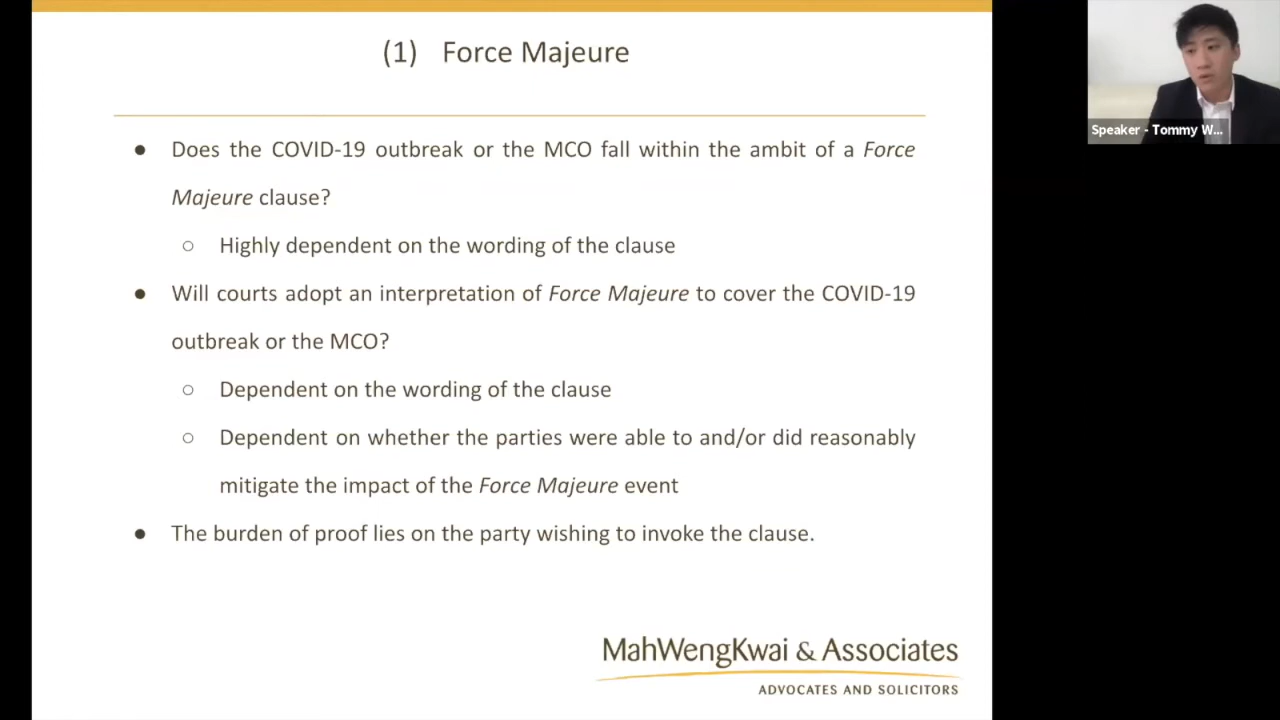 (1) Force Majeure
● Does the COVID-19 outbreak or the MCO fall within the ambit of a Force
Majeure clause?
○ Highly dependent on the wording of the clause
● Will courts adopt an interpretation of Force Majeure to cover the COVID-19
outbreak or the MCO?
○ Dependent on the wording of the clause
○ Dependent on whether the parties were able to and/or did reasonably
mitigate the impact of the Force Majeure event
● The burden of proof lies on the party wishing to invoke the clause.
MahWengKwai & Associates
ADVOCATES AND SOLICITORS
Speaker - Tommy W...